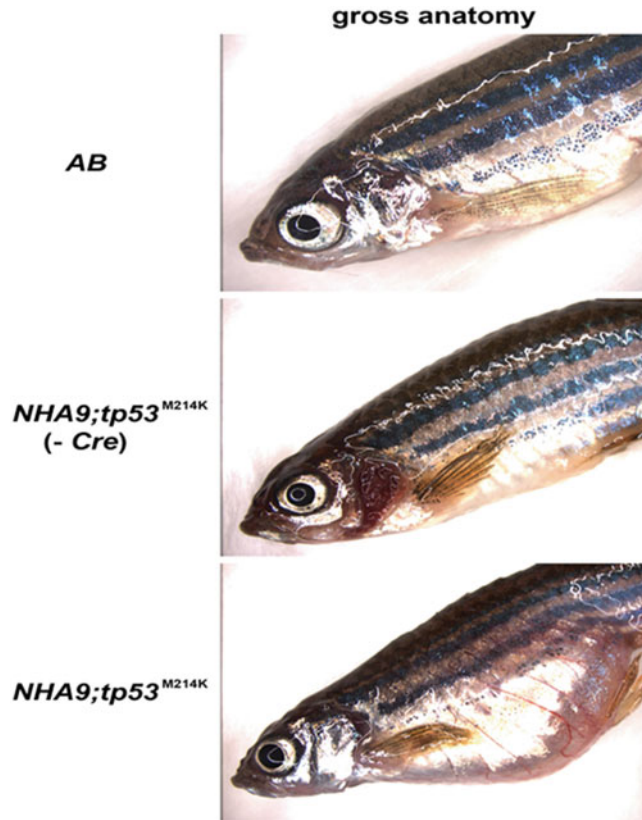 gross anatomy
AB
NHA9;tp53ᴹ²¹⁴ᴷ
(- Cre)
NHA9;tp53ᴹ²¹⁴ᴷ